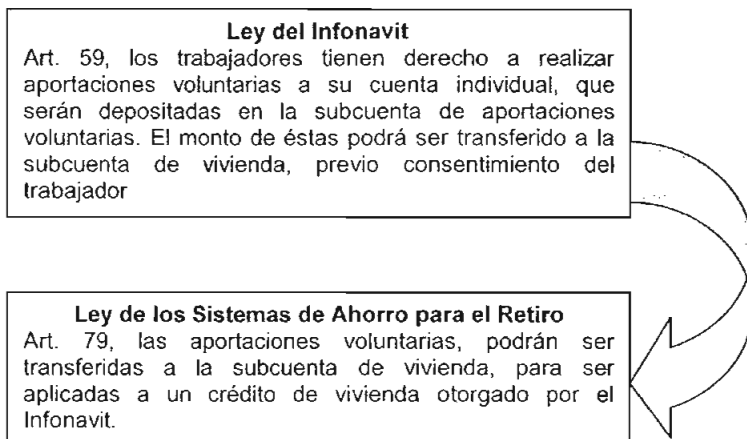 Ley del Infonavit
Art. 59, los trabajadores tienen derecho a realizar
aportaciones voluntarias a su cuenta individual, que
serán depositadas en la subcuenta de aportaciones
voluntarias. El monto de éstas podrá ser transferido a la
subcuenta de vivienda, previo consentimiento del
trabajador
Ley de los Sistemas de Ahorro para el Retiro
Art. 79, las aportaciones voluntarias, podrán ser
transferidas a la subcuenta de vivienda, para ser
aplicadas a un crédito de vivienda otorgado por el
Infonavit.